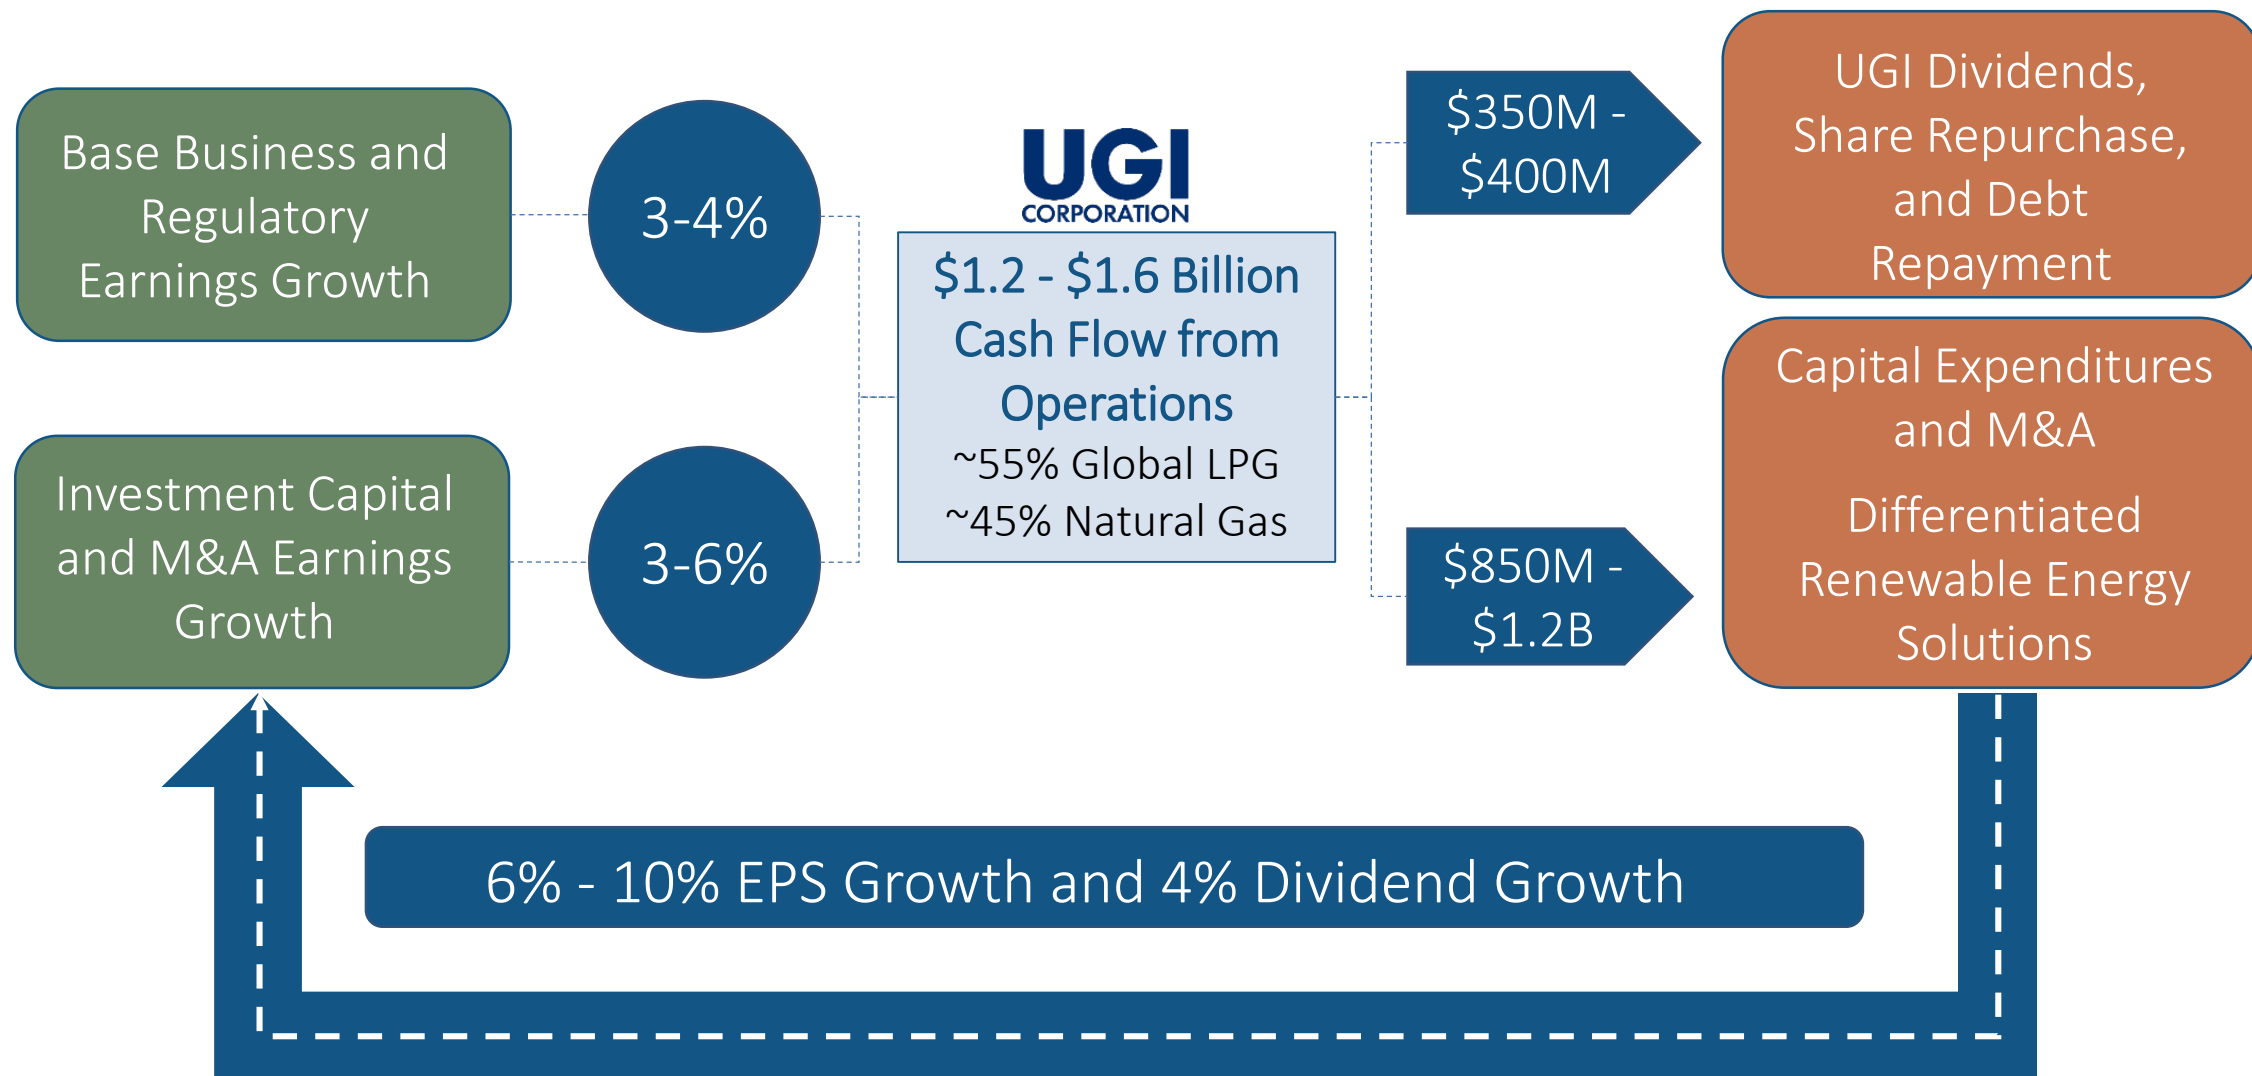 Base Business and
Regulatory
Earnings Growth
3-4%
Investment Capital
and M&A Earnings
Growth
3-6%
UGI
CORPORATION
$1.2 - $1.6 Billion
Cash Flow from
Operations
~55% Global LPG
~45% Natural Gas
$350M -
$400M
UGI Dividends,
Share Repurchase,
and Debt
Repayment
$850M -
$1.2B
Capital Expenditures
and M&A
Differentiated
Renewable Energy
Solutions
6% - 10% EPS Growth and 4% Dividend Growth